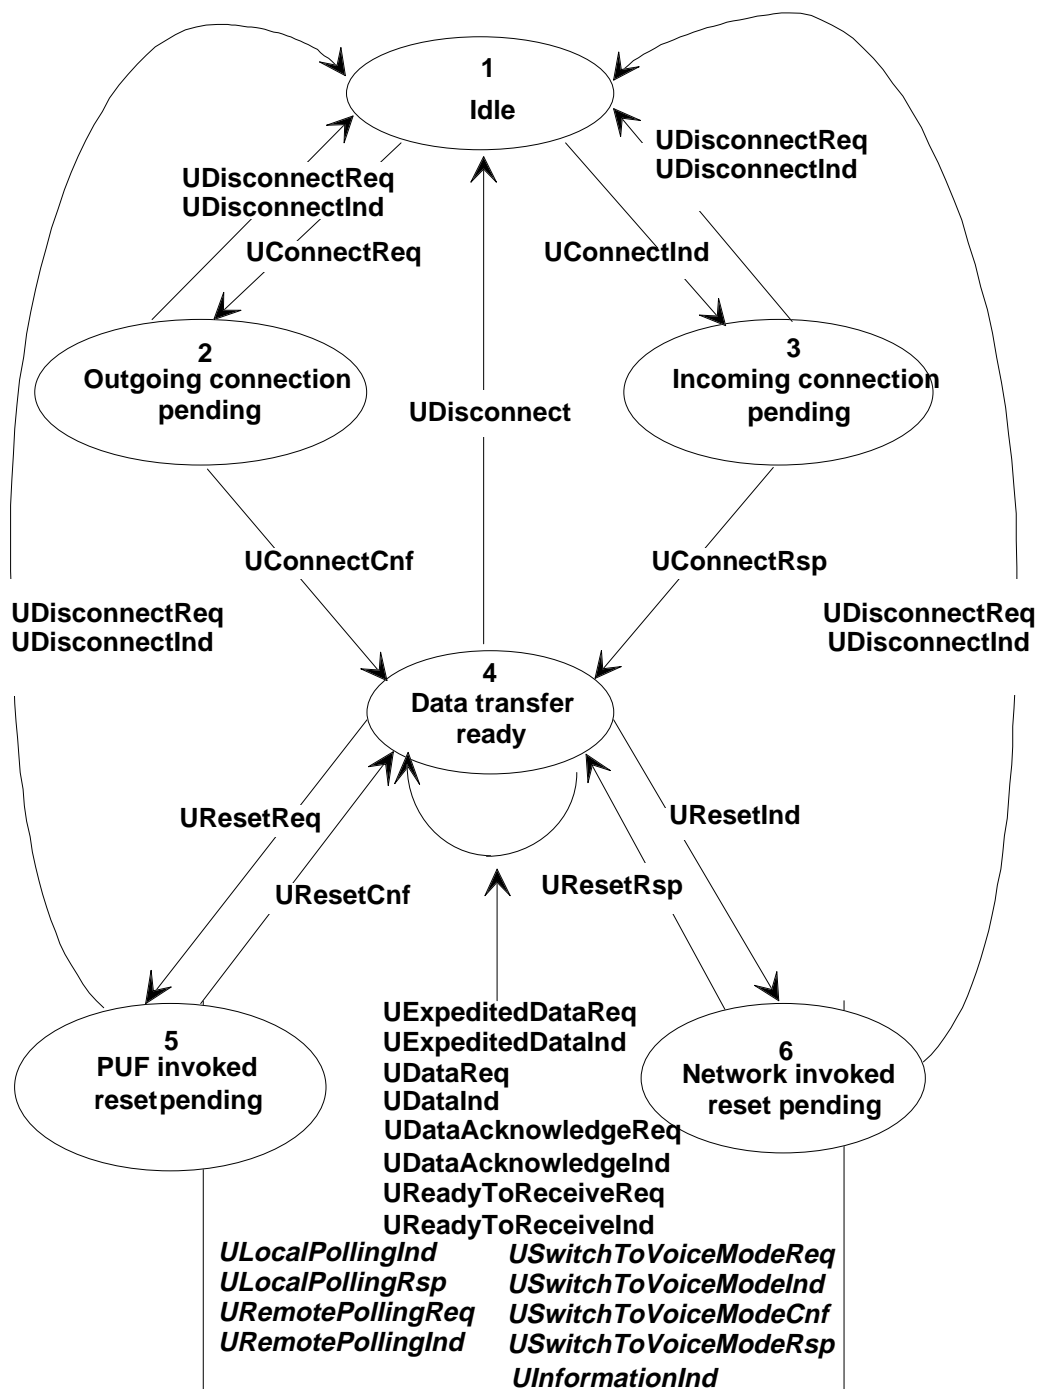 1
Idle
UDisconnectReq
UDisconnectInd
UDisconnectReq
UDisconnectInd
UConnectReq
UConnectInd
2
Outgoing connection
pending
3
Incoming connection
pending
UDisconnect
UConnectCnf
UConnectRsp
UDisconnectReq
UDisconnectInd
UDisconnectReq
UDisconnectInd
4
Data transfer
ready
UResetReq
UResetInd
UResetCnf
UResetRsp
5
PUF invoked
reset pending
6
Network invoked
reset pending
UExpeditedDataReq
UExpeditedDataInd
UDataReq
UDataInd
UDataAcknowledgeReq
UDataAcknowledgeInd
UReadyToReceiveReq
UReadyToReceiveInd
ULocalPollingInd
ULocalPollingRsp
URemotePollingReq
URemotePollingInd
USwitchToVoiceModeReq
USwitchToVoiceModeInd
USwitchToVoiceModeCnf
USwitchToVoiceModeRsp
UInformationInd